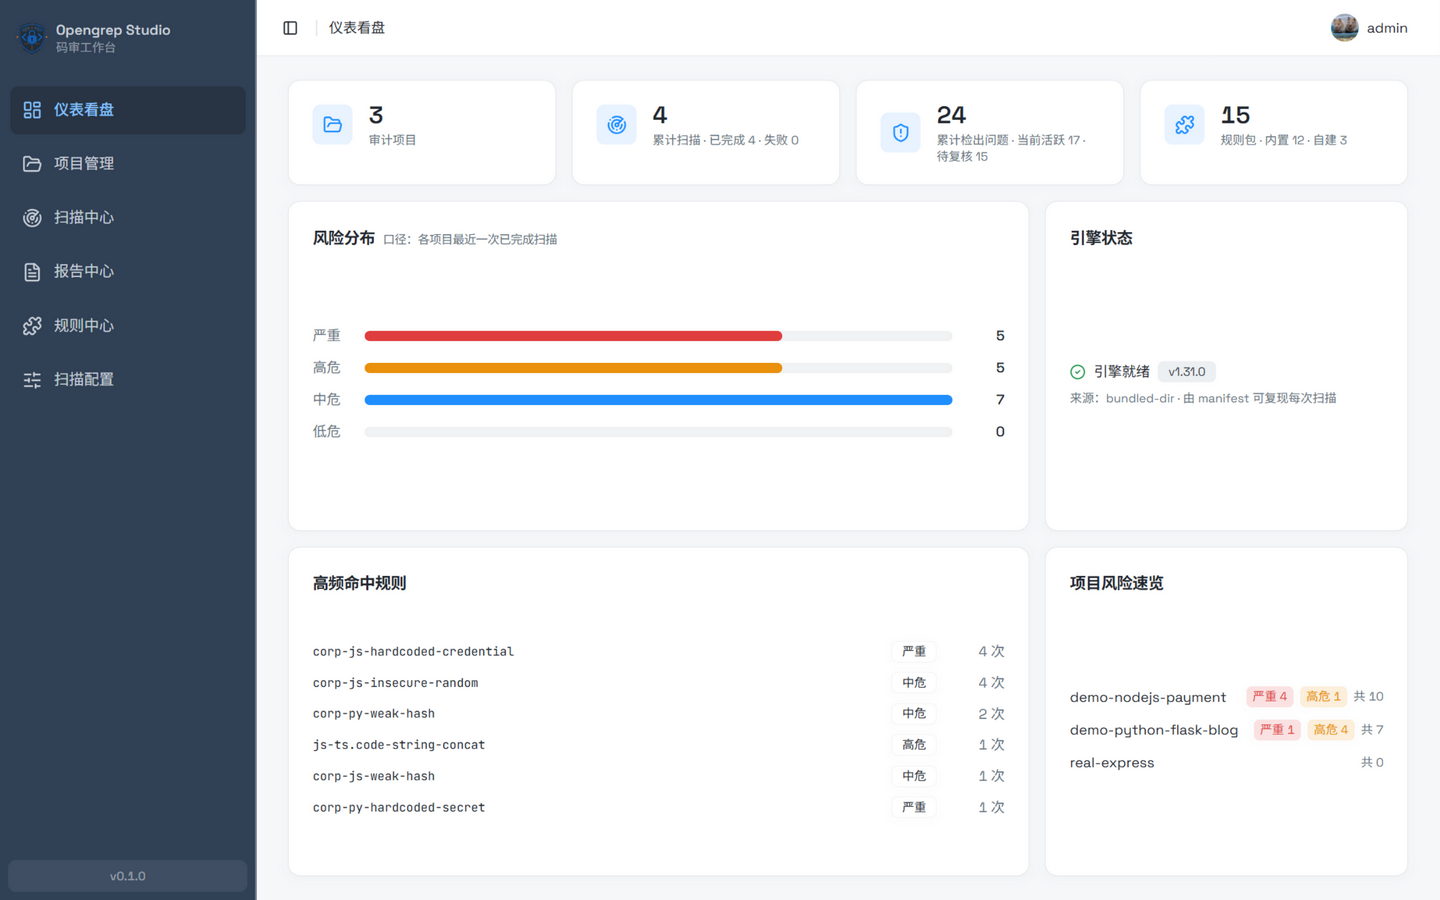 Opengrep Studio
码审工作台
仪表看盘
项目管理
扫描中心
报告中心
规则中心
扫描配置
v0.1.0
仪表看盘
admin
3
审计项目
4
累计扫描 · 已完成 4 · 失败 0
24
累计检出问题 · 当前活跃 17 ·
待复核 15
15
规则包 · 内置 12 · 自建 3
风险分布 口径：各项目最近一次已完成扫描
严重 5
高危 5
中危 7
低危 0
引擎状态
引擎就绪 v1.31.0
来源：bundled-dir · 由 manifest 可复现每次扫描
高频命中规则
corp-js-hardcoded-credential 严重 4 次
corp-js-insecure-random 中危 4 次
corp-py-weak-hash 中危 2 次
js-ts.code-string-concat 高危 1 次
corp-js-weak-hash 中危 1 次
corp-py-hardcoded-secret 严重 1 次
项目风险速览
demo-nodejs-payment 严重 4 高危 1 共 10
demo-python-flask-blog 严重 1 高危 4 共 7
real-express 共 0